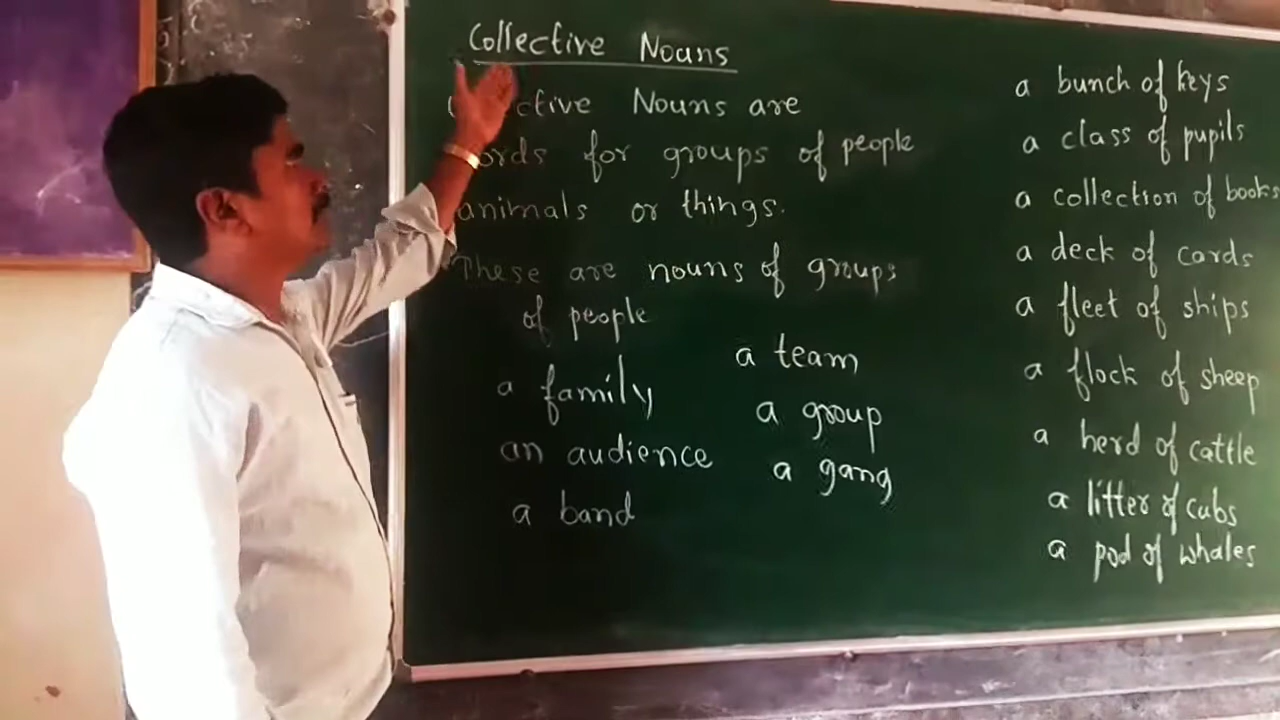 Collective Nouns
Nouns are
for groups of people
animals or things.
These are nouns of groups
of people
a family
an audience
a band
a team
a group
a gang
a bunch of keys
a class of pupils
a collection of books
a deck of cards
a fleet of ships
a flock of sheep
a herd of cattle
a litter of cubs
a pod of whales